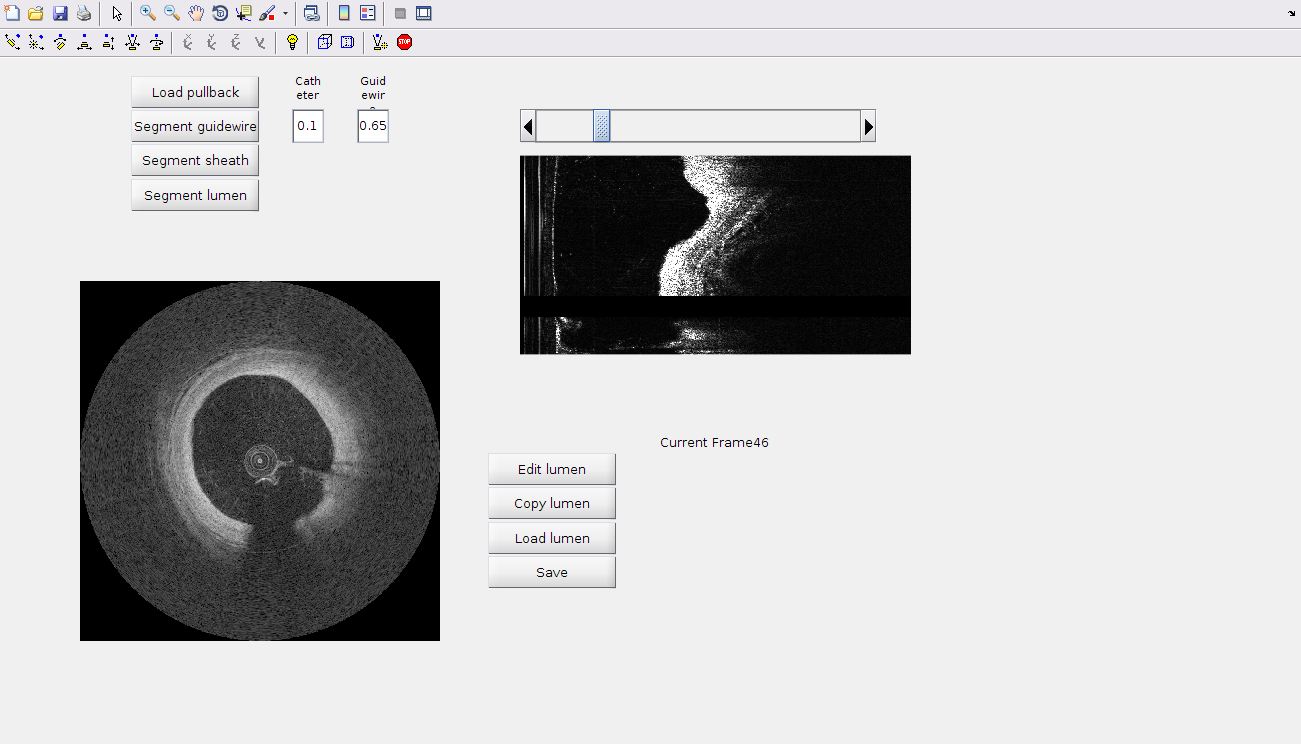 STOP
Load pullback
Segment guidewire
Segment sheath
Segment lumen
Cath
eter
0.1
Guid
ewir
0.65
Current Frame46
Edit lumen
Copy lumen
Load lumen
Save